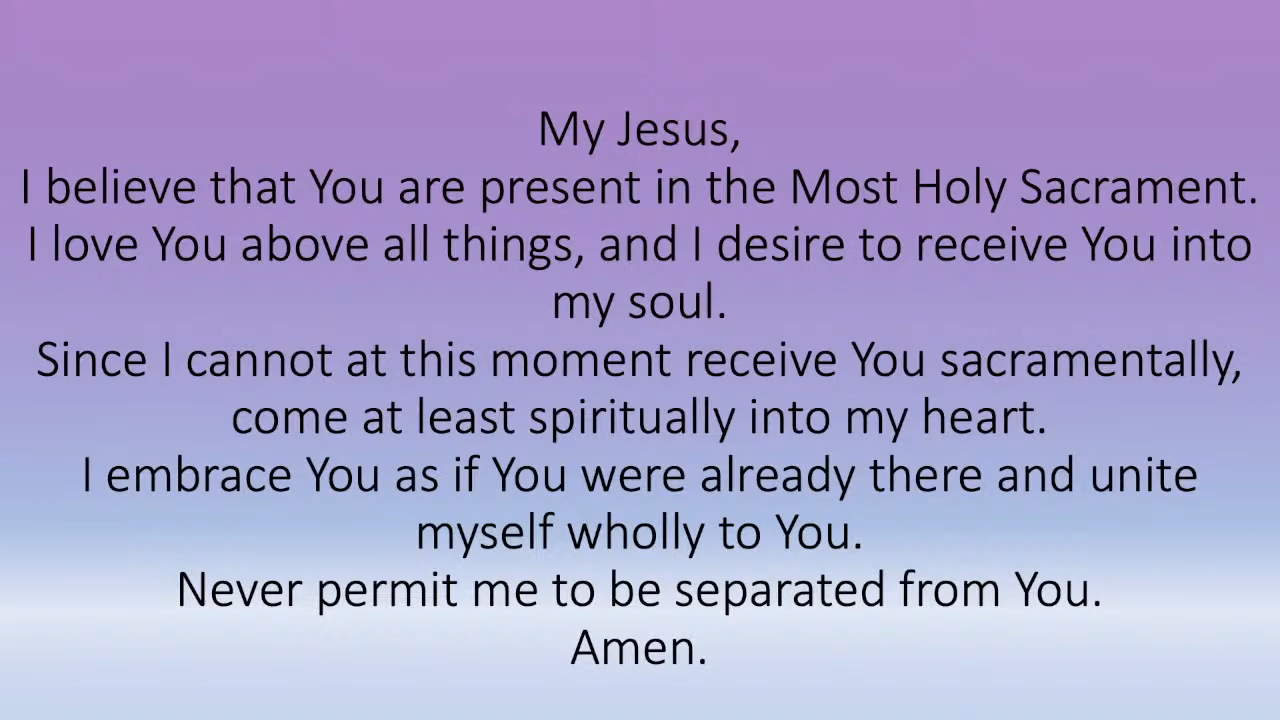 My Jesus,
I believe that You are present in the Most Holy Sacrament.
I love You above all things, and I desire to receive You into
my soul.
Since I cannot at this moment receive You sacramentally,
come at least spiritually into my heart.
I embrace You as if You were already there and unite
myself wholly to You.
Never permit me to be separated from You.
Amen.